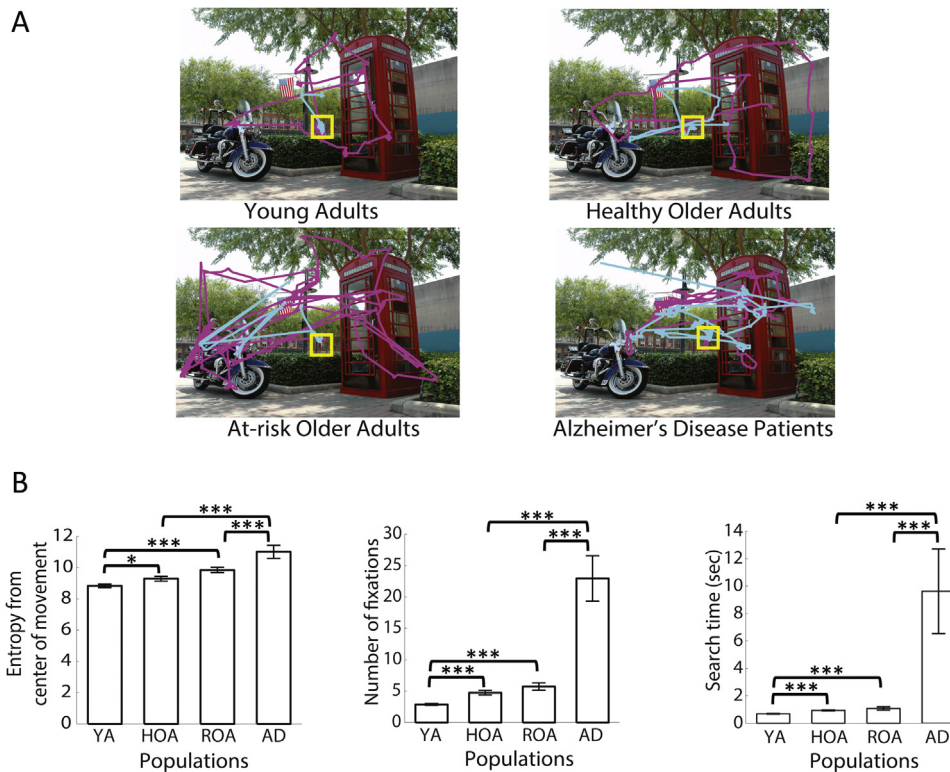 A
Young Adults
Healthy Older Adults
At-risk Older Adults
Alzheimer's Disease Patients
B
Entropy from
center of movement
12
10
8
6
4
2
0
***
***
***
*
YA HOA ROA AD
Populations
Number of fixations
30
25
20
15
10
5
0
***
***
***
***
YA HOA ROA AD
Populations
Search time (sec)
14
12
10
8
6
4
2
0
***
***
***
***
YA HOA ROA AD
Populations